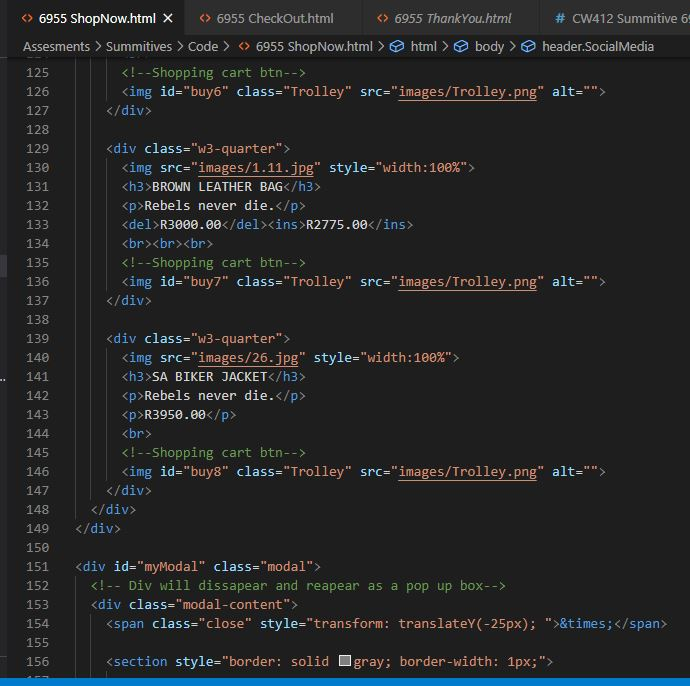 6955 ShopNow.html × 6955 CheckOut.html 6955 ThankYou.html # CW412 Summitive 69
Assesments > Summitives > Code > 6955 ShopNow.html > html > body > header.SocialMedia
125 <!--Shopping cart btn-->
126 <img id="buy6" class="Trolley" src="images/Trolley.png" alt="">
127 </div>
128
129 <div class="w3-quarter">
130 <img src="images/1.11.jpg" style="width:100%">
131 <h3>BROWN LEATHER BAG</h3>
132 <p>Rebels never die.</p>
133 <del>R3000.00</del><ins>R2775.00</ins>
134 <br><br><br>
135 <!--Shopping cart btn-->
136 <img id="buy7" class="Trolley" src="images/Trolley.png" alt="">
137 </div>
138
139 <div class="w3-quarter">
140 <img src="images/26.jpg" style="width:100%">
141 <h3>SA BIKER JACKET</h3>
142 <p>Rebels never die.</p>
143 <p>R3950.00</p>
144 <br>
145 <!--Shopping cart btn-->
146 <img id="buy8" class="Trolley" src="images/Trolley.png" alt="">
147 </div>
148 </div>
149 </div>
150
151 <div id="myModal" class="modal">
152 <!-- Div will dissapear and reapear as a pop up box-->
153 <div class="modal-content">
154 <span class="close" style="transform: translateY(-25px); ">&times;</span>
155
156 <section style="border: solid gray; border-width: 1px;">